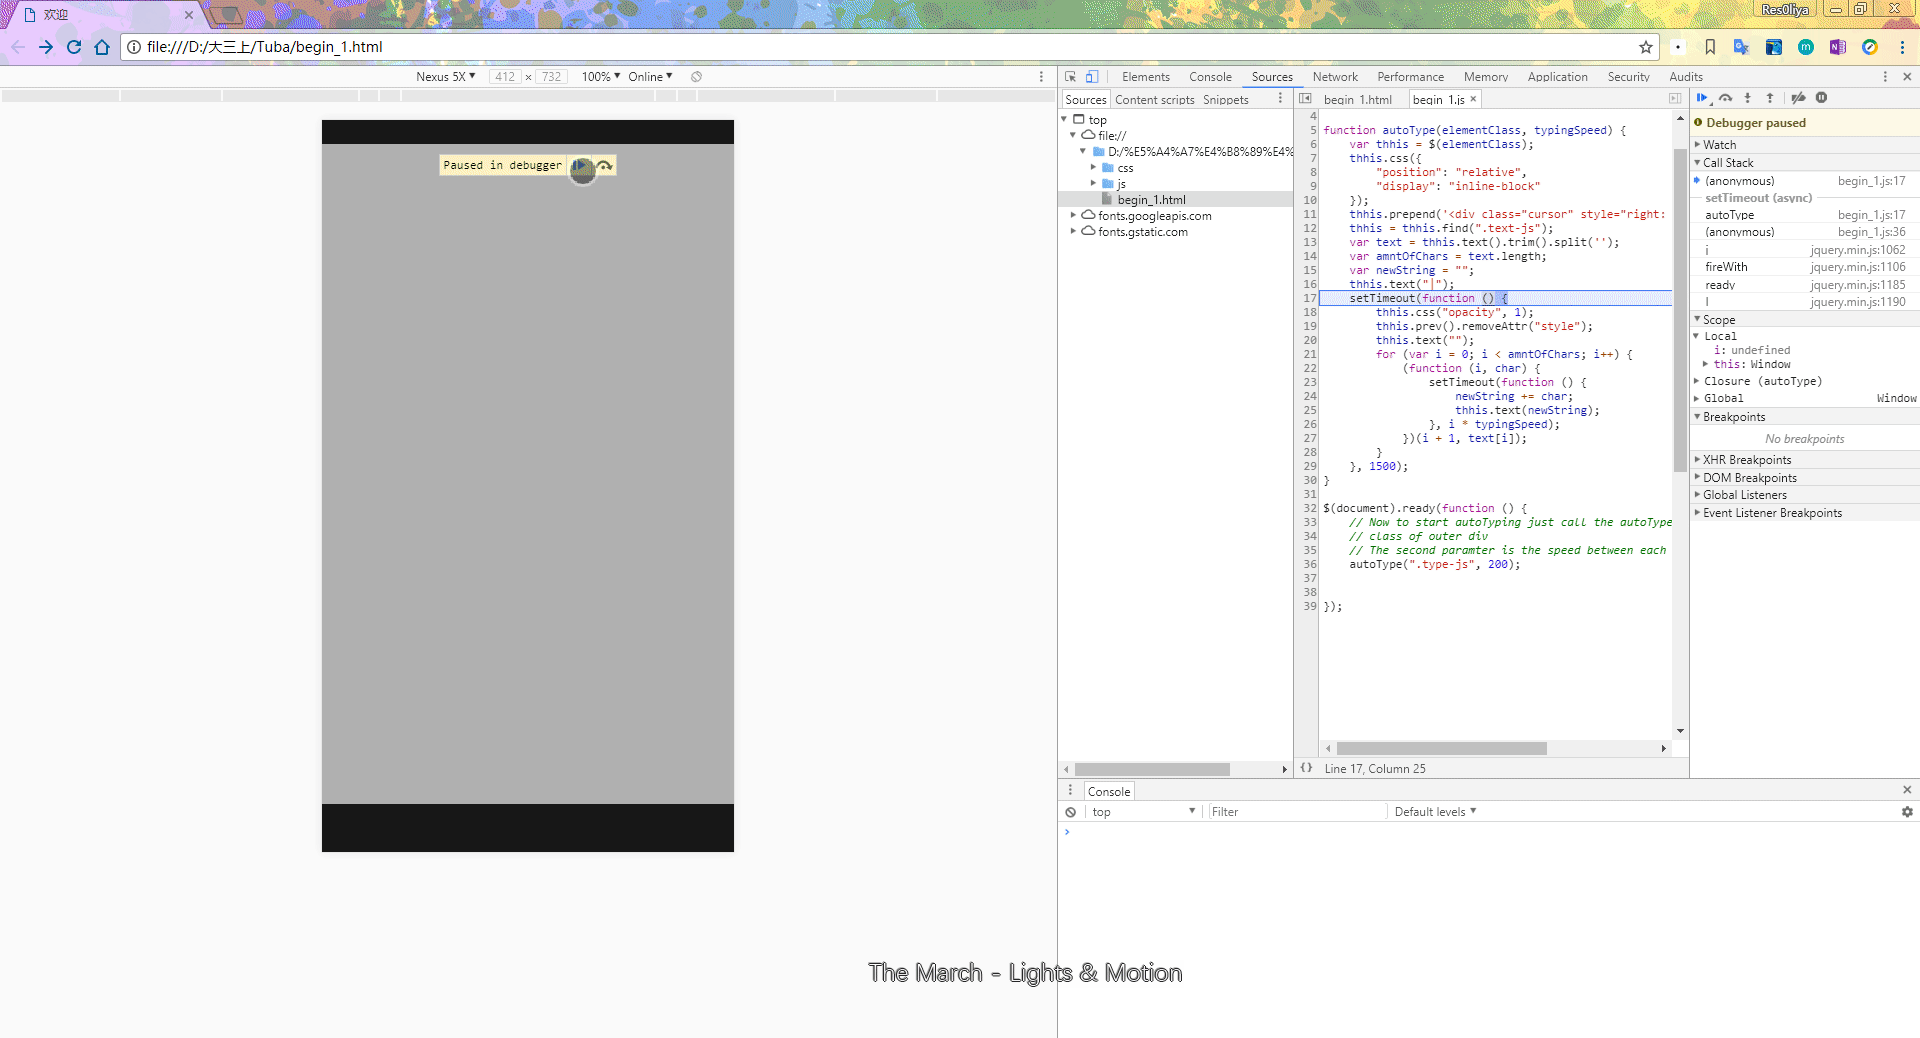 欢迎
Res0liya
file:///D:/大三上/Tuba/begin_1.html
Nexus 5X 412 × 732 100% Online
Elements Console Sources Network Performance Memory Application Security Audits
Sources Content scripts Snippets
begin_1.html begin_1.js
Paused in debugger
top
file://
D:/%E5%A4%A7%E4%B8%89%E4%
css
js
begin_1.html
fonts.googleapis.com
fonts.gstatic.com
4
5 function autoType(elementClass, typingSpeed) {
6 var thhis = $(elementClass);
7 thhis.css({
8 "position": "relative",
9 "display": "inline-block"
10 });
11 thhis.prepend('<div class="cursor" style="right:
12 thhis = thhis.find(".text-js");
13 var text = thhis.text().trim().split('');
14 var amntOfChars = text.length;
15 var newString = "";
16 thhis.text("|");
17 setTimeout(function () {
18 thhis.css("opacity", 1);
19 thhis.prev().removeAttr("style");
20 thhis.text("");
21 for (var i = 0; i < amntOfChars; i++) {
22 (function (i, char) {
23 setTimeout(function () {
24 newString += char;
25 thhis.text(newString);
26 }, i * typingSpeed);
27 })(i + 1, text[i]);
28 }
29 }, 1500);
30 }
31
32 $(document).ready(function () {
33 // Now to start autoTyping just call the autoType
34 // class of outer div
35 // The second paramter is the speed between each
36 autoType(".type-js", 200);
37
38
39 });
{} Line 17, Column 25
Debugger paused
Watch
Call Stack
(anonymous) begin_1.js:17
setTimeout (async)
autoType begin_1.js:17
(anonymous) begin_1.js:36
i jquery.min.js:1062
fireWith jquery.min.js:1106
ready jquery.min.js:1185
l jquery.min.js:1190
Scope
Local
i: undefined
this: Window
Closure (autoType)
Global Window
Breakpoints
No breakpoints
XHR Breakpoints
DOM Breakpoints
Global Listeners
Event Listener Breakpoints
Console
top Filter Default levels
The March - Lights & Motion